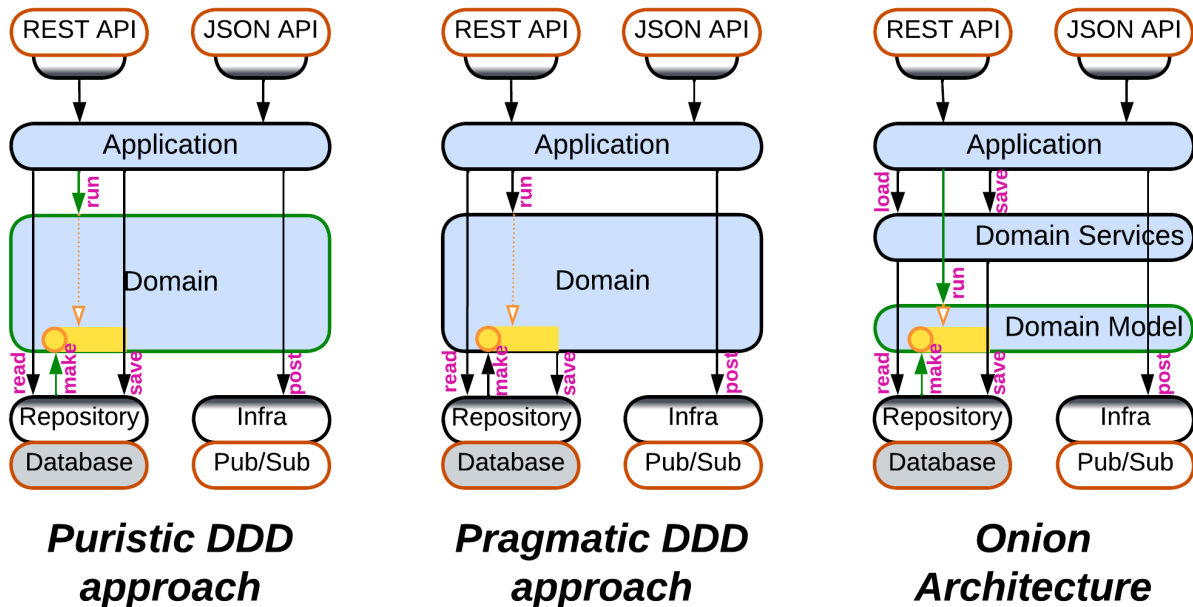 REST API
JSON API
Application
run
Domain
read
make
save
post
Repository
Infra
Database
Pub/Sub
Puristic DDD
approach
REST API
JSON API
Application
run
Domain
read
make
save
post
Repository
Infra
Database
Pub/Sub
Pragmatic DDD
approach
REST API
JSON API
Application
load
save
Domain Services
run
Domain Model
read
make
save
post
Repository
Infra
Database
Pub/Sub
Onion
Architecture